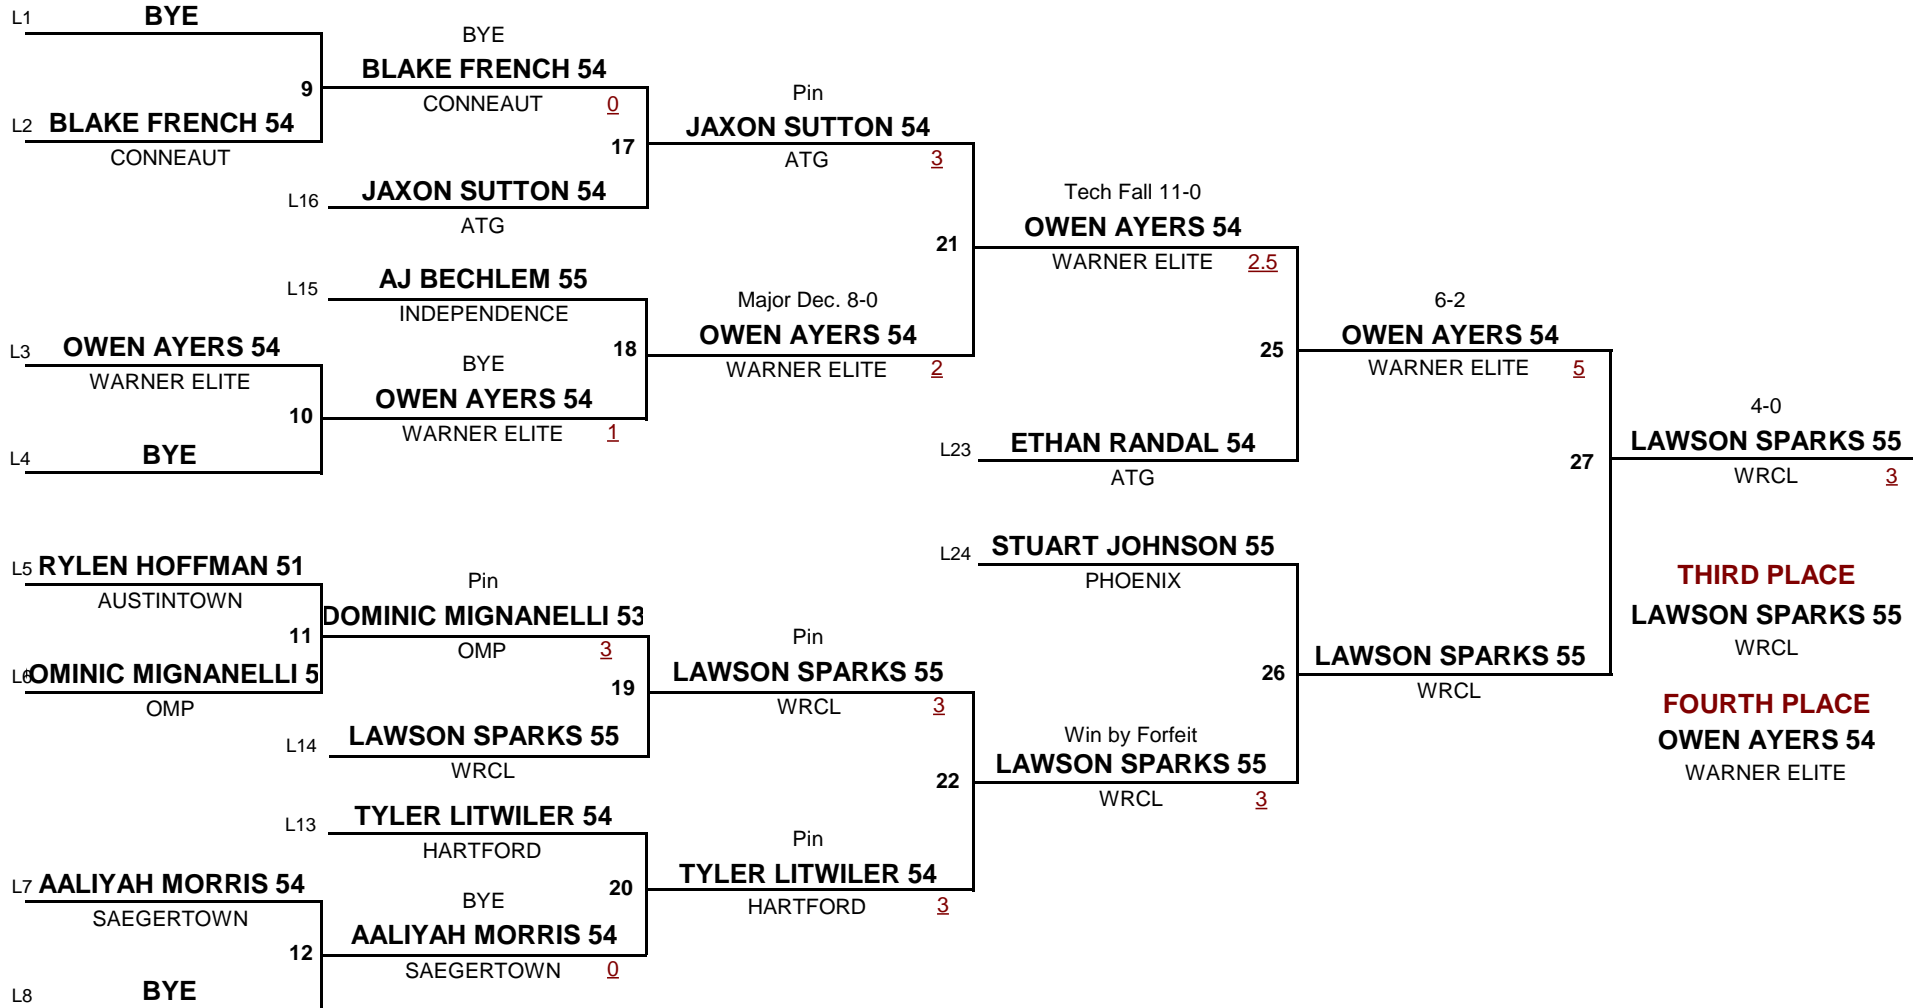 L1 BYE
BYE
BLAKE FRENCH 54
9
CONNEAUT 0
L2 BLAKE FRENCH 54
CONNEAUT
Pin
JAXON SUTTON 54
17
ATG 3
L16 JAXON SUTTON 54
ATG
Tech Fall 11-0
OWEN AYERS 54
21
WARNER ELITE 2.5
L15 AJ BECHLEM 55
INDEPENDENCE
Major Dec. 8-0
OWEN AYERS 54
18
WARNER ELITE 2
L3 OWEN AYERS 54
WARNER ELITE
BYE
OWEN AYERS 54
10
WARNER ELITE 1
L4 BYE
6-2
OWEN AYERS 54
25
WARNER ELITE 5
L23 ETHAN RANDAL 54
ATG
4-0
LAWSON SPARKS 55
27
WRCL 3
L24 STUART JOHNSON 55
PHOENIX
L5 RYLEN HOFFMAN 51
AUSTINTOWN
Pin
DOMINIC MIGNANELLI 53
11
OMP 3
L6 OMINIC MIGNANELLI 5
OMP
Pin
LAWSON SPARKS 55
19
WRCL 3
L14 LAWSON SPARKS 55
WRCL
LAWSON SPARKS 55
26
WRCL
Win by Forfeit
LAWSON SPARKS 55
22
WRCL 3
L13 TYLER LITWILER 54
HARTFORD
Pin
TYLER LITWILER 54
20
HARTFORD 3
L7 AALIYAH MORRIS 54
SAEGERTOWN
BYE
AALIYAH MORRIS 54
12
SAEGERTOWN 0
L8 BYE
THIRD PLACE
LAWSON SPARKS 55
WRCL
FOURTH PLACE
OWEN AYERS 54
WARNER ELITE